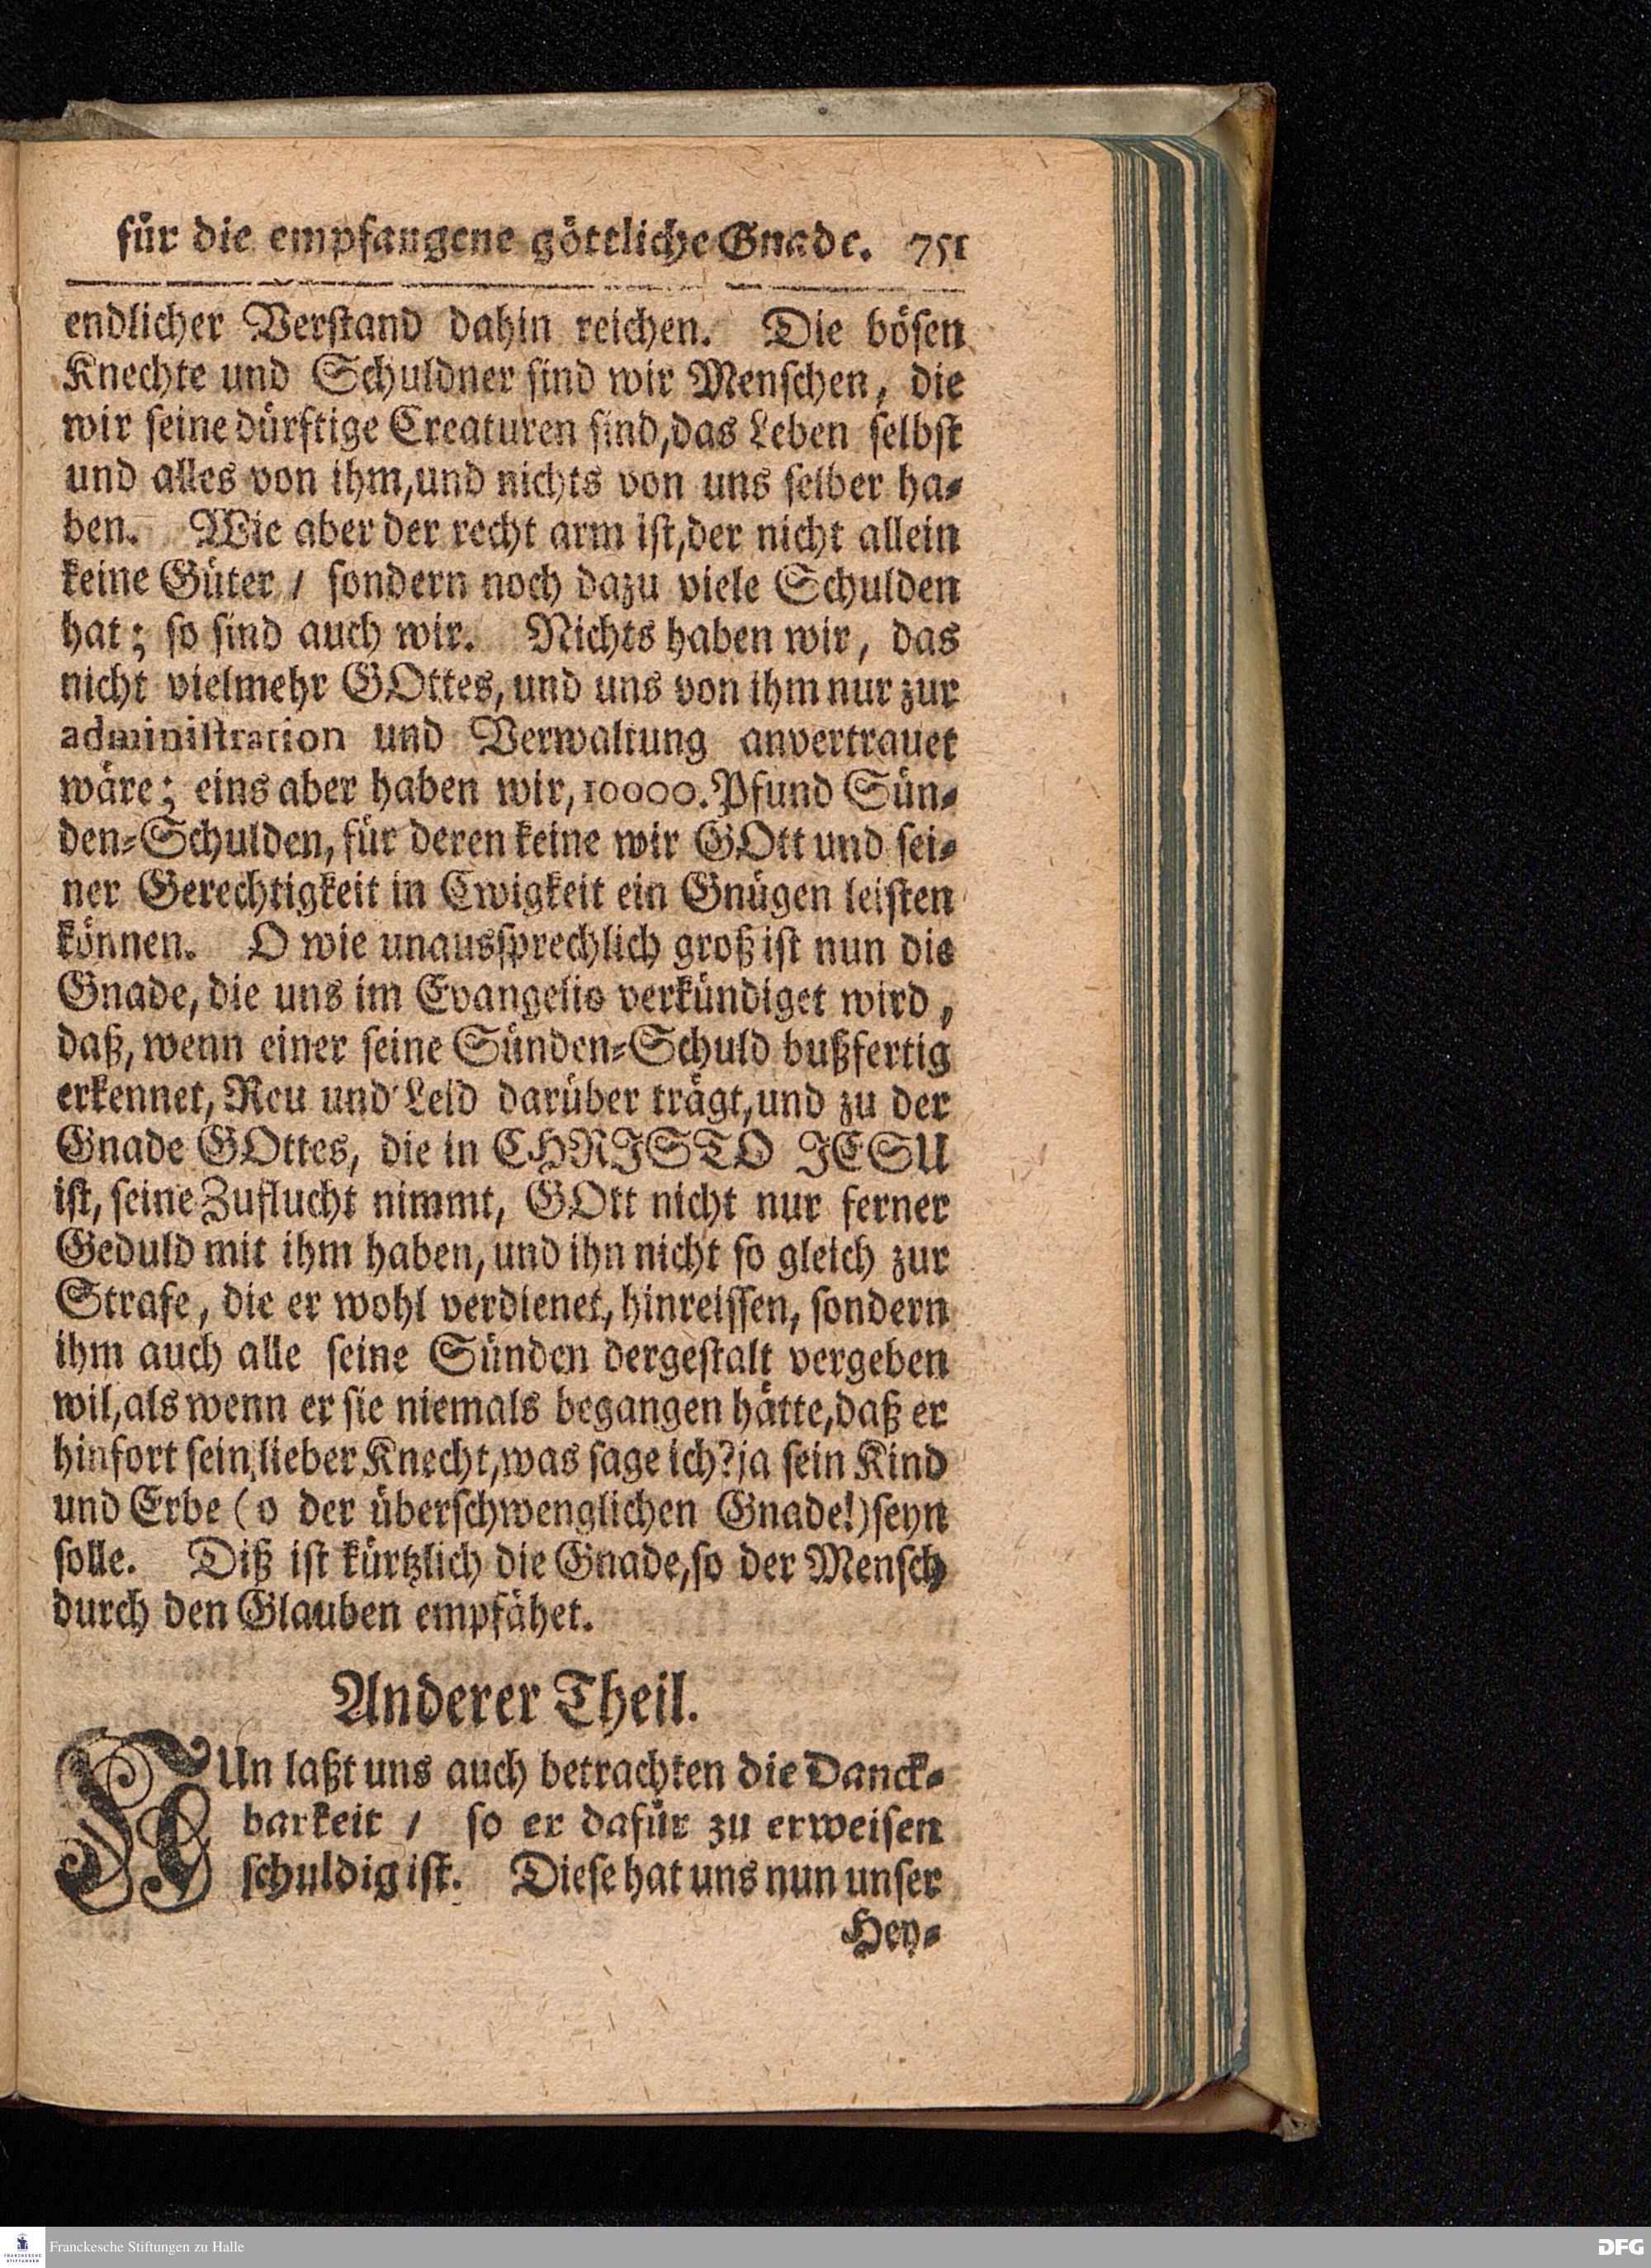 für die empfangene göttliche Gnade. 751
endlicher Verstand dahin reichen. Die bösen
Knechte und Schuldner sind wir Menschen, die
wir seine dürftige Creaturen sind, das Leben selbst
und alles von ihm, und nichts von uns selber ha-
ben. Wie aber der recht arm ist, der nicht allein
keine Güter / sondern noch dazu viele Schulden
hat; so sind auch wir. Nichts haben wir, das
nicht vielmehr GOttes, und uns von ihm nur zur
administration und Verwaltung anvertrauet
wäre; eins aber haben wir, 10000. Pfund Sün-
den-Schulden, für deren keine wir GOtt und sei-
ner Gerechtigkeit in Ewigkeit ein Gnügen leisten
können. O wie unaussprechlich groß ist nun die
Gnade, die uns im Evangelio verkündiget wird,
daß, wenn einer seine Sünden-Schuld bußfertig
erkennet, Reu und Leid darüber trägt, und zu der
Gnade GOttes, die in CHRISTO JESU
ist, seine Zuflucht nimmt, GOtt nicht nur ferner
Geduld mit ihm haben, und ihn nicht so gleich zur
Strafe, die er wohl verdienet, hinreissen, sondern
ihm auch alle seine Sünden dergestalt vergeben
wil, als wenn er sie niemals begangen hätte, daß er
hinfort sein lieber Knecht, was sage ich? ja sein Kind
und Erbe (o der überschwenglichen Gnade!) seyn
solle. Diß ist kürtzlich die Gnade, so der Mensch
durch den Glauben empfähet.
Anderer Theil.
NUn laßt uns auch betrachten die Danck-
barkeit / so er dafür zu erweisen
schuldig ist. Diese hat uns nun unser
Hey-
FRANCKESCHE STIFTUNGEN
Franckesche Stiftungen zu Halle
DFG